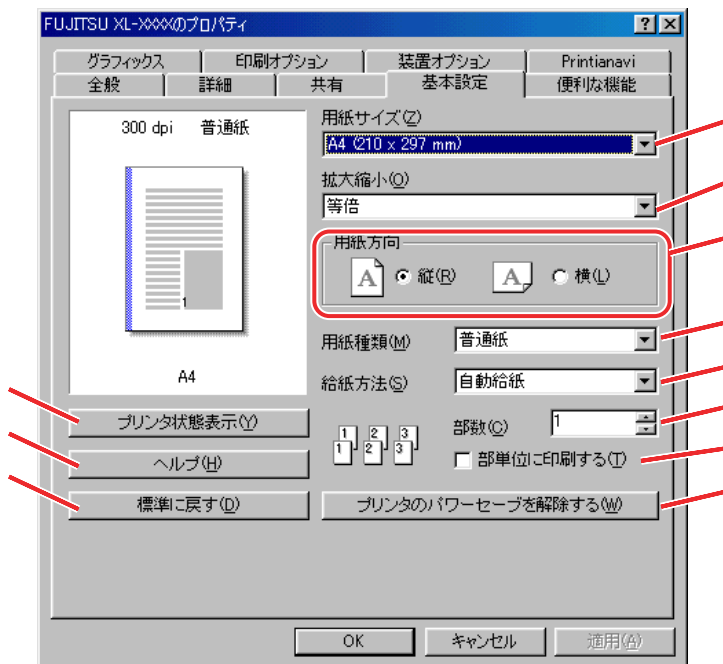 FUJITSU XL-XXXXのプロパティ
グラフィックス 印刷オプション 装置オプション Printianavi
全般 詳細 共有 基本設定 便利な機能
300 dpi 普通紙
用紙サイズ(Z)
A4 (210 x 297 mm)
拡大縮小(O)
等倍
用紙方向
A 縦(R) A 横(L)
1
用紙種類(M) 普通紙
A4
給紙方法(S) 自動給紙
プリンタ状態表示(Y)
部数(C) 1
1 2 3
1 2 3
ヘルプ(H)
部単位に印刷する(T)
標準に戻す(D)
プリンタのパワーセーブを解除する(W)
OK キャンセル 適用(A)